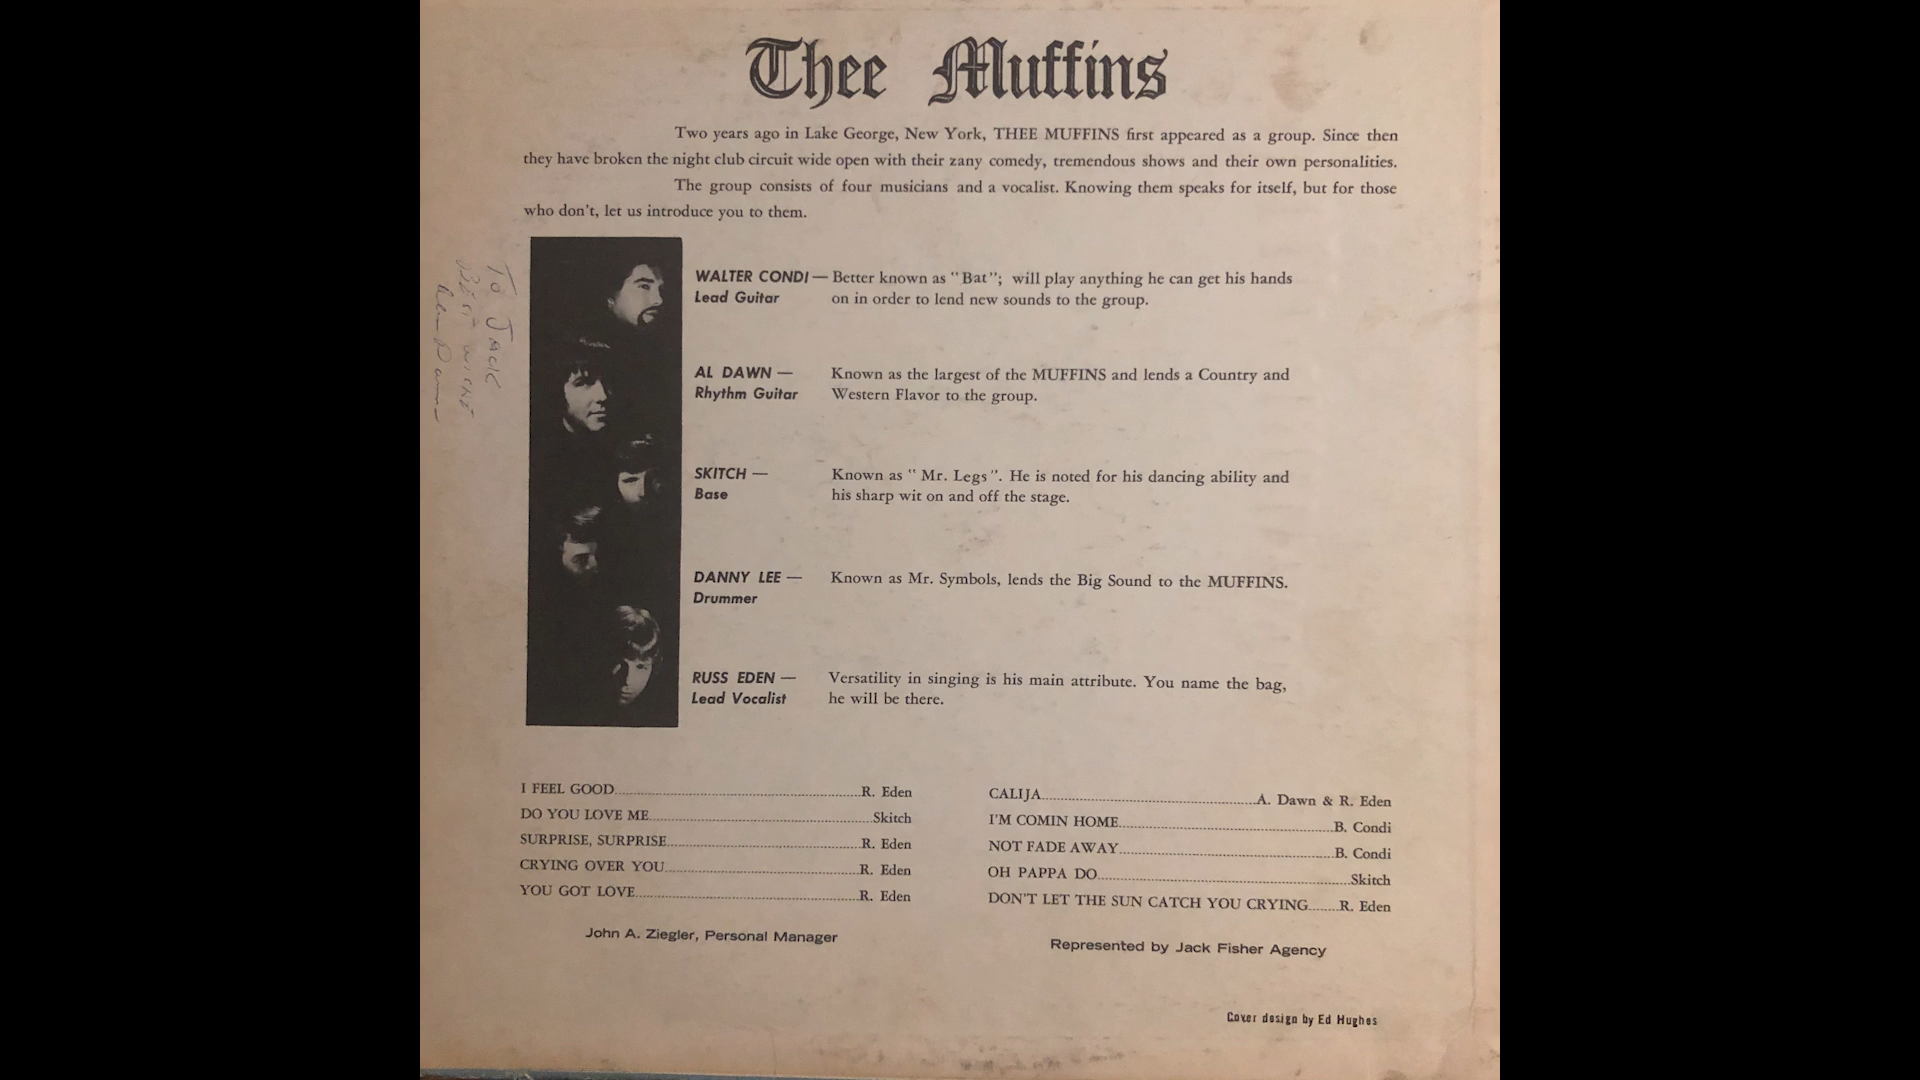 Thee Muffins
Two years ago in Lake George, New York, THEE MUFFINS first appeared as a group. Since then
they have broken the night club circuit wide open with their zany comedy, tremendous shows and their own personalities.
The group consists of four musicians and a vocalist. Knowing them speaks for itself, but for those
who don't, let us introduce you to them.
To Jack
Best wishes
WALTER CONDI — Better known as "Bat"; will play anything he can get his hands
Lead Guitar on in order to lend new sounds to the group.
AL DAWN — Known as the largest of the MUFFINS and lends a Country and
Rhythm Guitar Western Flavor to the group.
SKITCH — Known as "Mr. Legs". He is noted for his dancing ability and
Base his sharp wit on and off the stage.
DANNY LEE — Known as Mr. Symbols, lends the Big Sound to the MUFFINS.
Drummer
RUSS EDEN — Versatility in singing is his main attribute. You name the bag,
Lead Vocalist he will be there.
I FEEL GOOD R. Eden
DO YOU LOVE ME Skitch
SURPRISE, SURPRISE R. Eden
CRYING OVER YOU R. Eden
YOU GOT LOVE R. Eden
John A. Ziegler, Personal Manager
CALIJA A. Dawn & R. Eden
I'M COMIN HOME B. Condi
NOT FADE AWAY B. Condi
OH PAPPA DO Skitch
DON'T LET THE SUN CATCH YOU CRYING R. Eden
Represented by Jack Fisher Agency
Cover design by Ed Hughes